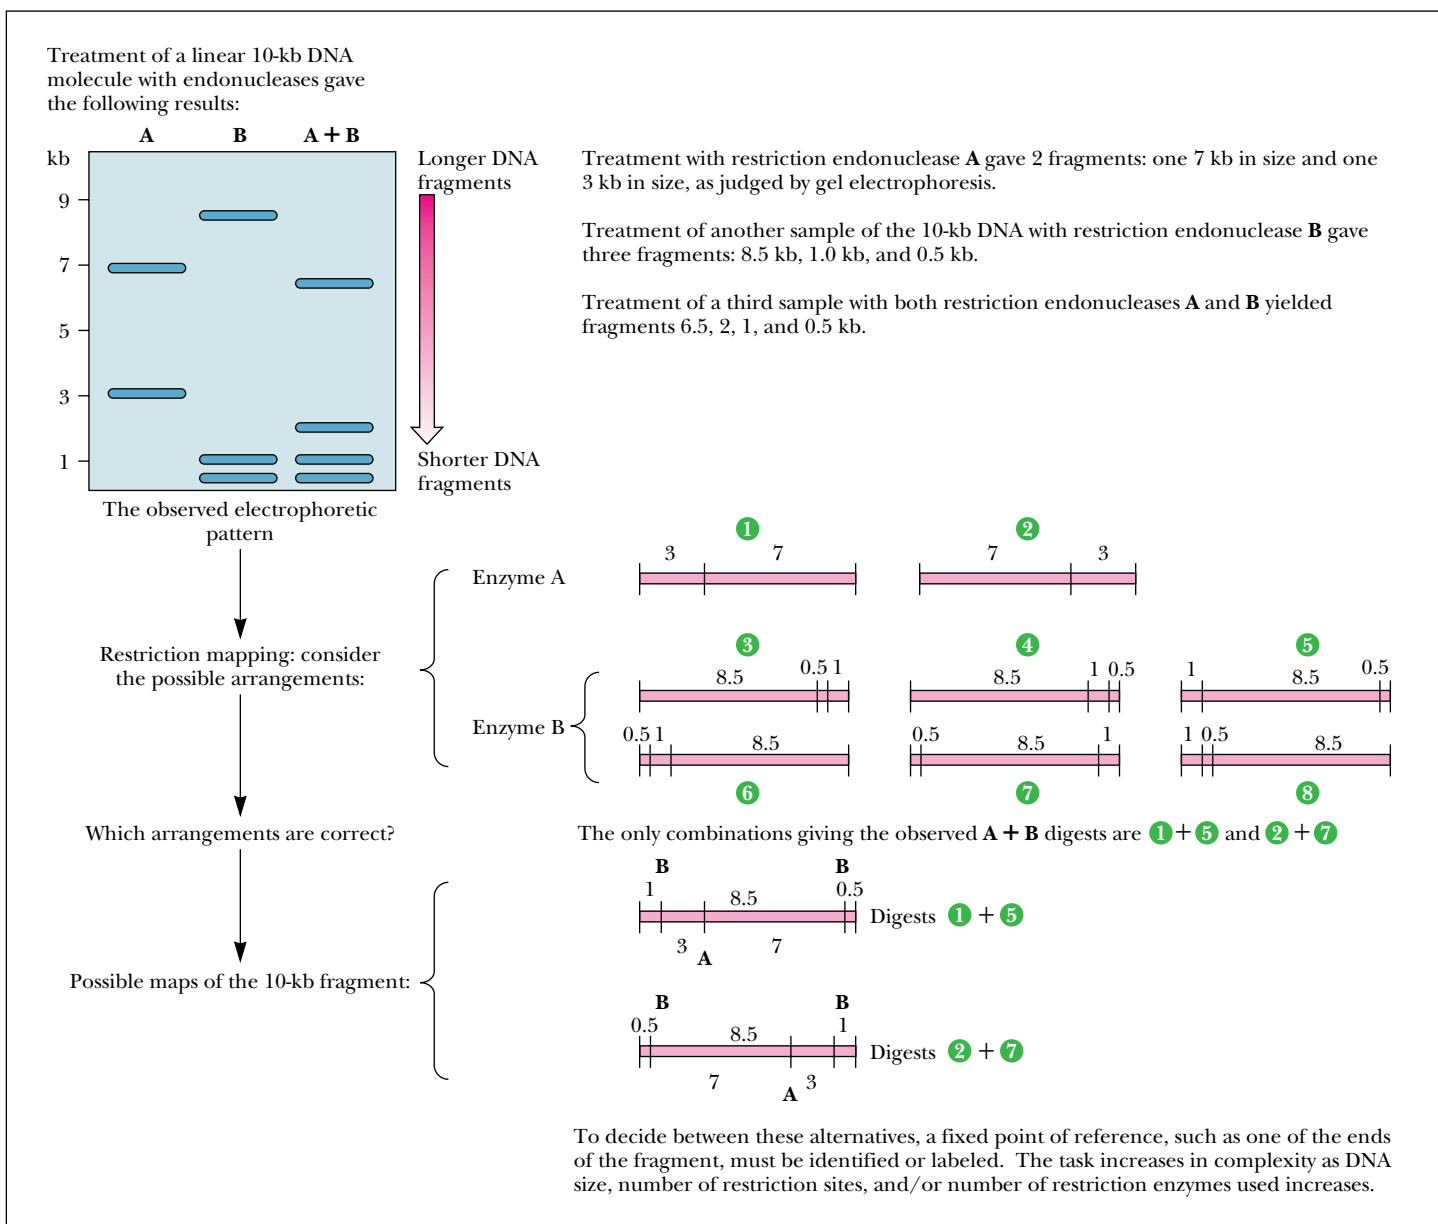 Treatment of a linear 10-kb DNA
molecule with endonucleases gave
the following results:
A B A + B
kb
9
7
5
3
1
Longer DNA
fragments
Shorter DNA
fragments
The observed electrophoretic
pattern
Treatment with restriction endonuclease A gave 2 fragments: one 7 kb in size and one
3 kb in size, as judged by gel electrophoresis.
Treatment of another sample of the 10-kb DNA with restriction endonuclease B gave
three fragments: 8.5 kb, 1.0 kb, and 0.5 kb.
Treatment of a third sample with both restriction endonucleases A and B yielded
fragments 6.5, 2, 1, and 0.5 kb.
Restriction mapping: consider
the possible arrangements:
Enzyme A
1 2
3 7 7 3
Enzyme B
3 4 5
8.5 0.5 1 8.5 1 0.5 1 8.5 0.5
0.5 1 8.5 0.5 8.5 1 1 0.5 8.5
6 7 8
Which arrangements are correct?
The only combinations giving the observed A + B digests are 1 + 5 and 2 + 7
Possible maps of the 10-kb fragment:
B B
1 8.5 0.5
Digests 1 + 5
3 7
A
B B
0.5 8.5 1
Digests 2 + 7
7 3
A
To decide between these alternatives, a fixed point of reference, such as one of the ends
of the fragment, must be identified or labeled. The task increases in complexity as DNA
size, number of restriction sites, and/or number of restriction enzymes used increases.